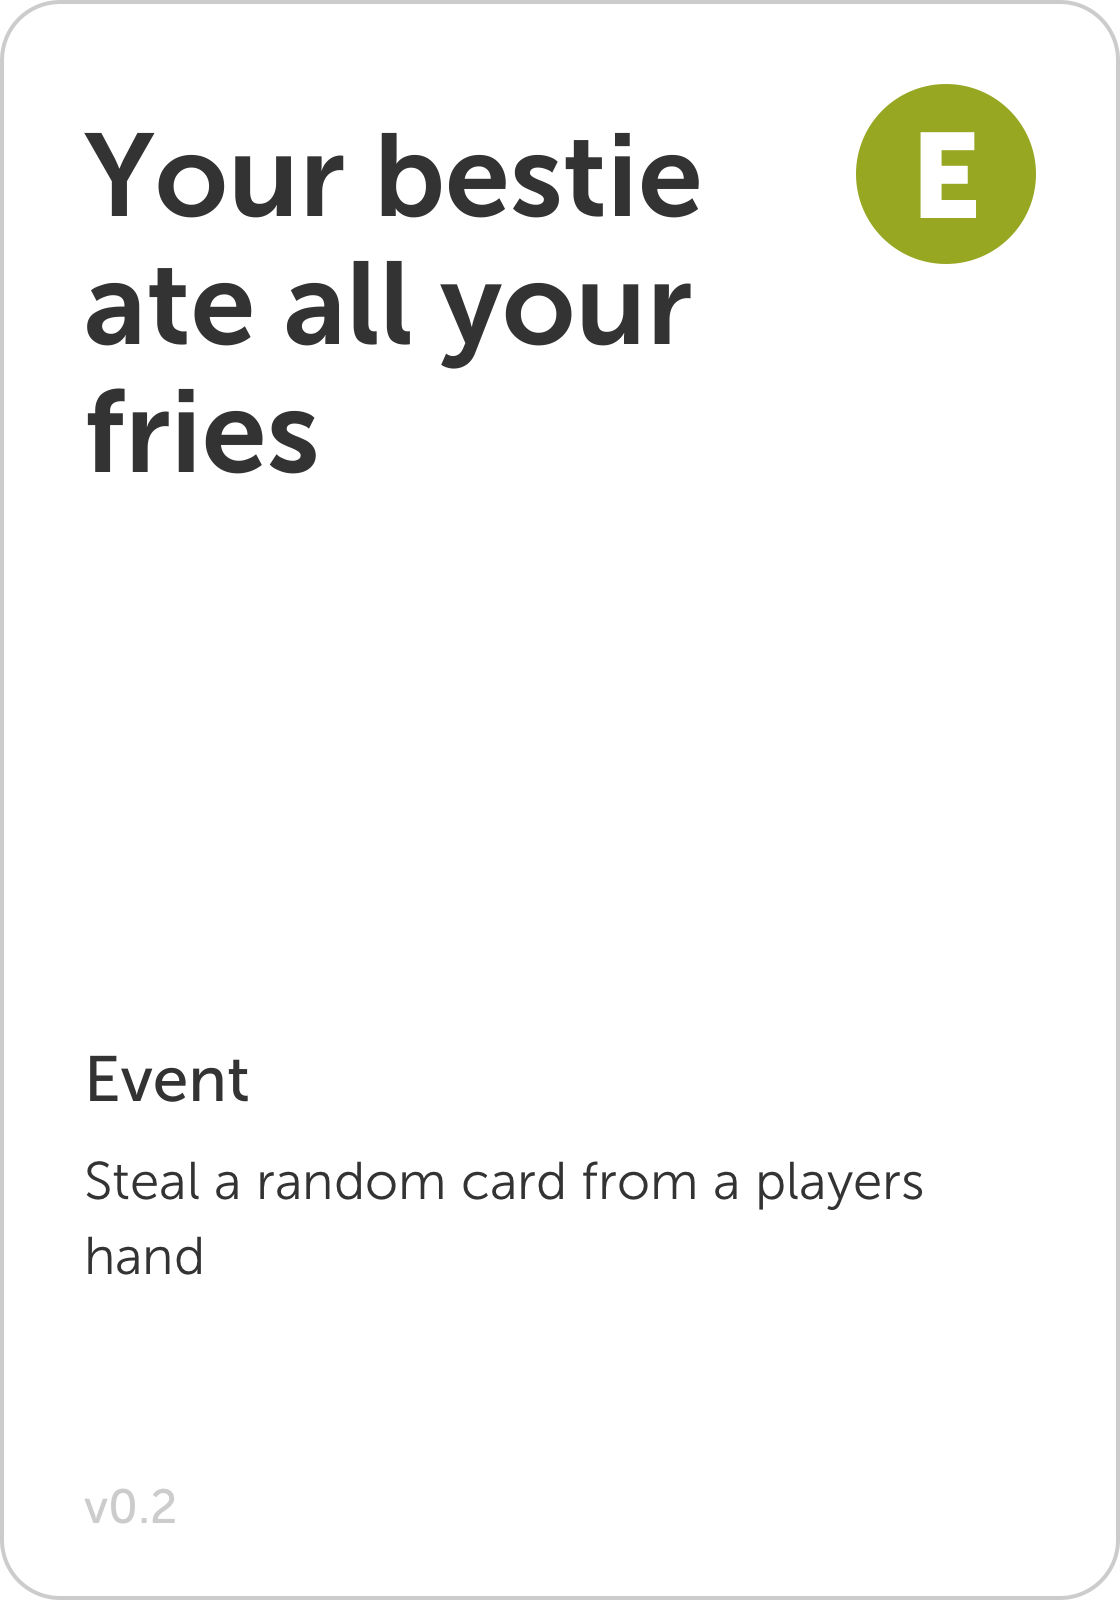 Your bestie
ate all your
fries
E
Event
Steal a random card from a players
hand
v0.2